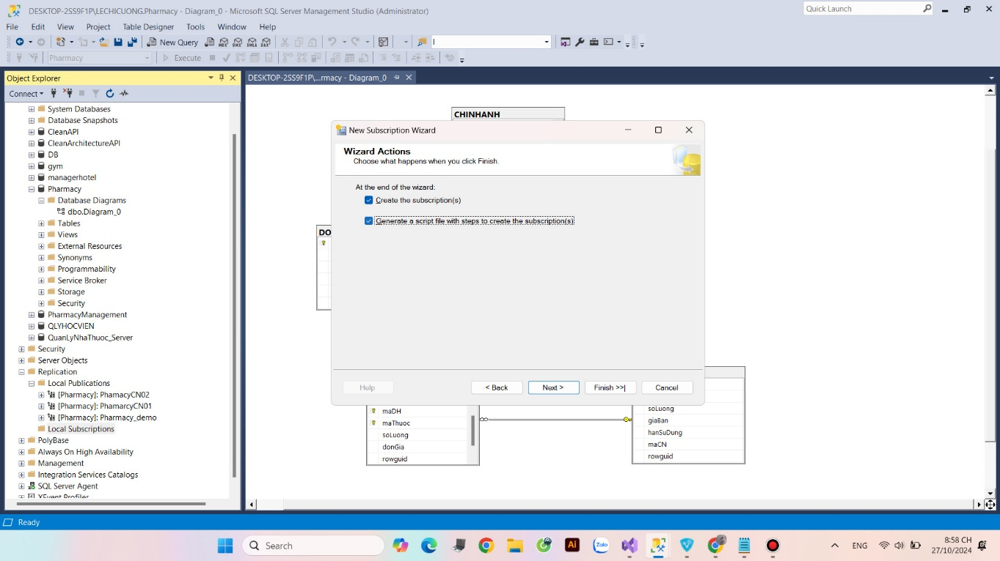 DESKTOP-2SS9F1P\LECHICUONG.Pharmacy - Diagram_0 - Microsoft SQL Server Management Studio (Administrator)
Quick Launch
File Edit View Project Table Designer Tools Window Help
New Query
Pharmacy
Execute
Object Explorer
DESKTOP-2SS9F1P\...rmacy - Diagram_0
Connect
System Databases
Database Snapshots
CleanAPI
CleanArchitectureAPI
DB
gym
managerhotel
Pharmacy
Database Diagrams
dbo.Diagram_0
Tables
Views
External Resources
Synonyms
Programmability
Service Broker
Storage
Security
PharmacyManagement
QLYHOCVIEN
QuanLyNhaThuoc_Server
Security
Server Objects
Replication
Local Publications
[Pharmacy]: PhamacyCN02
[Pharmacy]: PhamarcyCN01
[Pharmacy]: Pharmacy_demo
Local Subscriptions
PolyBase
Always On High Availability
Management
Integration Services Catalogs
SQL Server Agent
XEvent Profiler
CHINHANH
DO
New Subscription Wizard
Wizard Actions
Choose what happens when you click Finish.
At the end of the wizard:
Create the subscription(s)
Generate a script file with steps to create the subscription(s)
Help
< Back
Next >
Finish >>|
Cancel
maDH
maThuoc
soLuong
donGia
rowguid
soLuong
giaBan
hanSuDung
maCN
rowguid
Ready
Search
Ai
Zalo
ENG
8:58 CH
27/10/2024